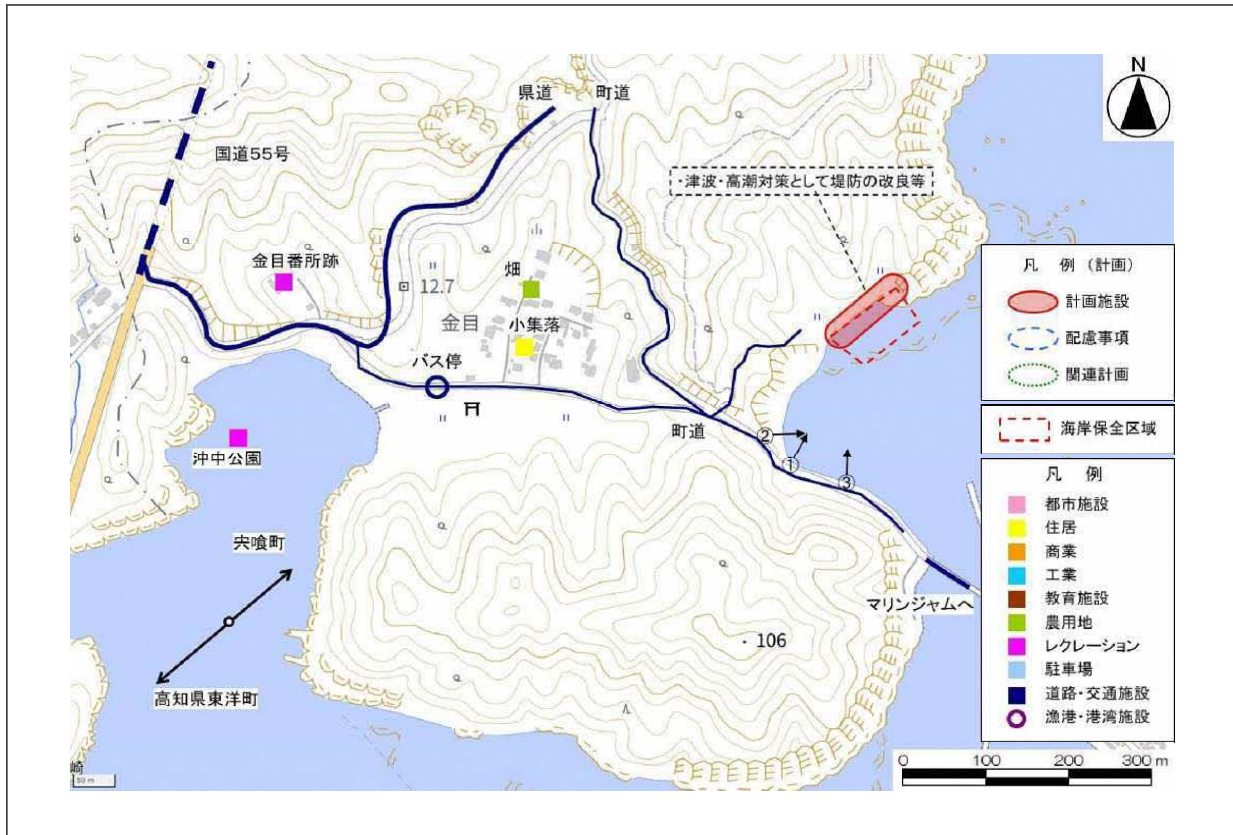 N
県道 町道
国道55号
・津波・高潮対策として堤防の改良等
金目番所跡
12.7
畑
金目
小集落
バス停
町道
②
①
③
沖中公園
宍喰町
高知県東洋町
マリンジャムへ
106
崎
50 m
凡 例 (計画)
計画施設
配慮事項
関連計画
海岸保全区域
凡 例
都市施設
住居
商業
工業
教育施設
農用地
レクレーション
駐車場
道路・交通施設
漁港・港湾施設
0 100 200 300 m